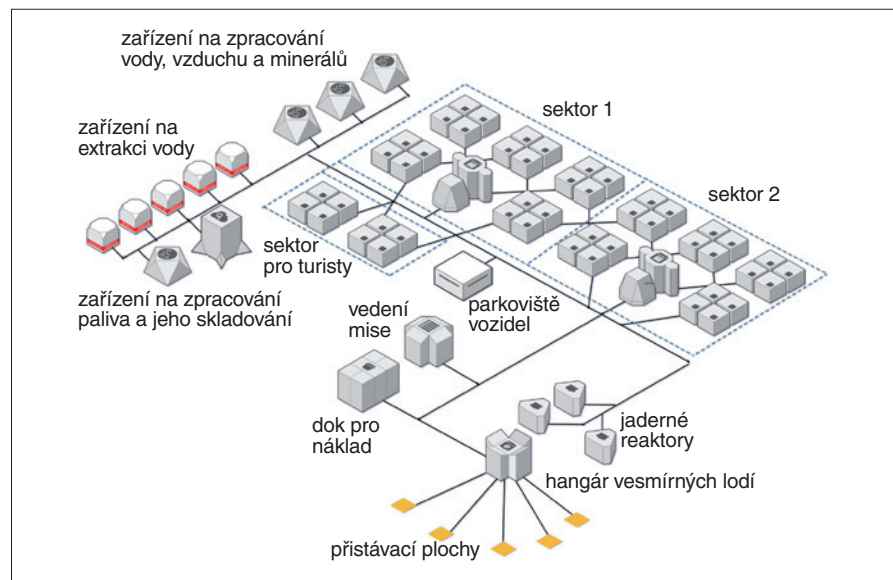 zařízení na zpracování
vody, vzduchu a minerálů
sektor 1
zařízení na
extrakci vody
sektor 2
sektor
pro turisty
zařízení na zpracování
paliva a jeho skladování
parkoviště
vozidel
vedení
mise
dok pro
náklad
jaderné
reaktory
hangár vesmírných lodí
přistávací plochy